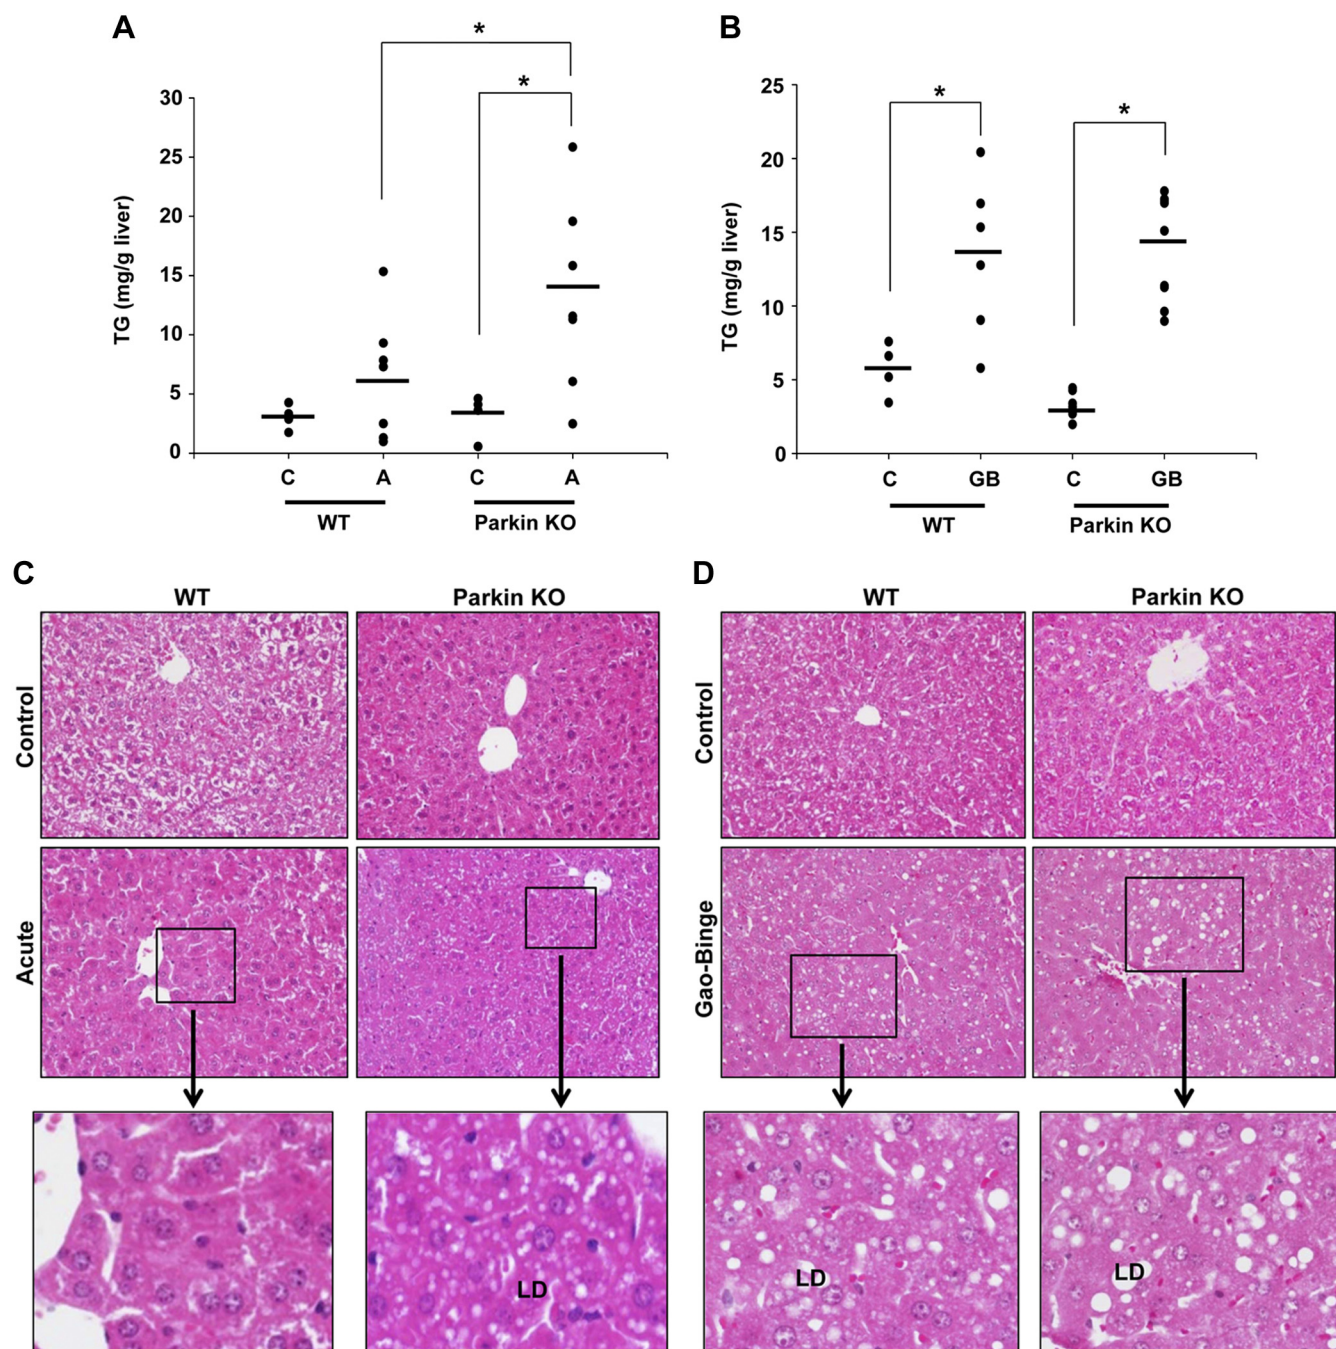 A
B
*
*
30
25
20
15
10
5
0
TG (mg/g liver)
C
A
C
A
WT
Parkin KO
*
*
25
20
15
10
5
0
TG (mg/g liver)
C
GB
C
GB
WT
Parkin KO
C
D
WT
Parkin KO
WT
Parkin KO
Control
Control
Acute
Gao-Binge
LD
LD
LD